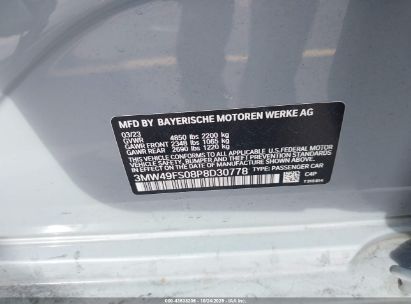 MFD BY BAYERISCHE MOTOREN WERKE AG
03/23
GVWR 4850 lbs 2200 kg
GAWR FRONT 2348 lbs 1065 kg
GAWR REAR 2690 lbs 1220 kg
THIS VEHICLE CONFORMS TO ALL APPLICABLE U.S. FEDERAL MOTOR
VEHICLE SAFETY, BUMPER, AND THEFT PREVENTION STANDARDS IN
EFFECT ON THE DATE OF MANUFACTURE SHOWN ABOVE.
3MW49FS08P8D30778 TYPE: PASSENGER CAR
C4P